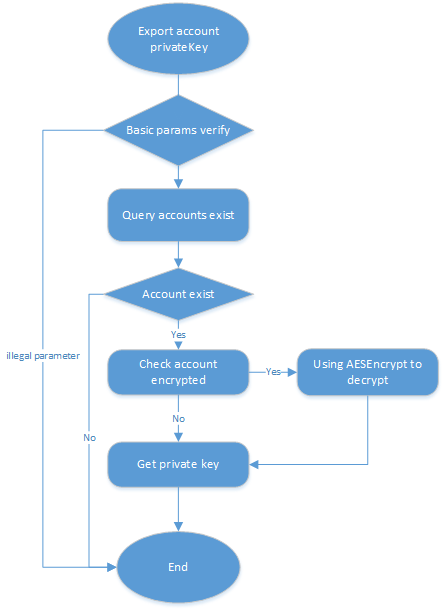 Export account
privateKey
Basic params verify
Query accounts exist
Account exist
Yes
illegal parameter
Check account
encrypted
Yes
Using AESEncrypt to
decrypt
No
No
Get private key
End